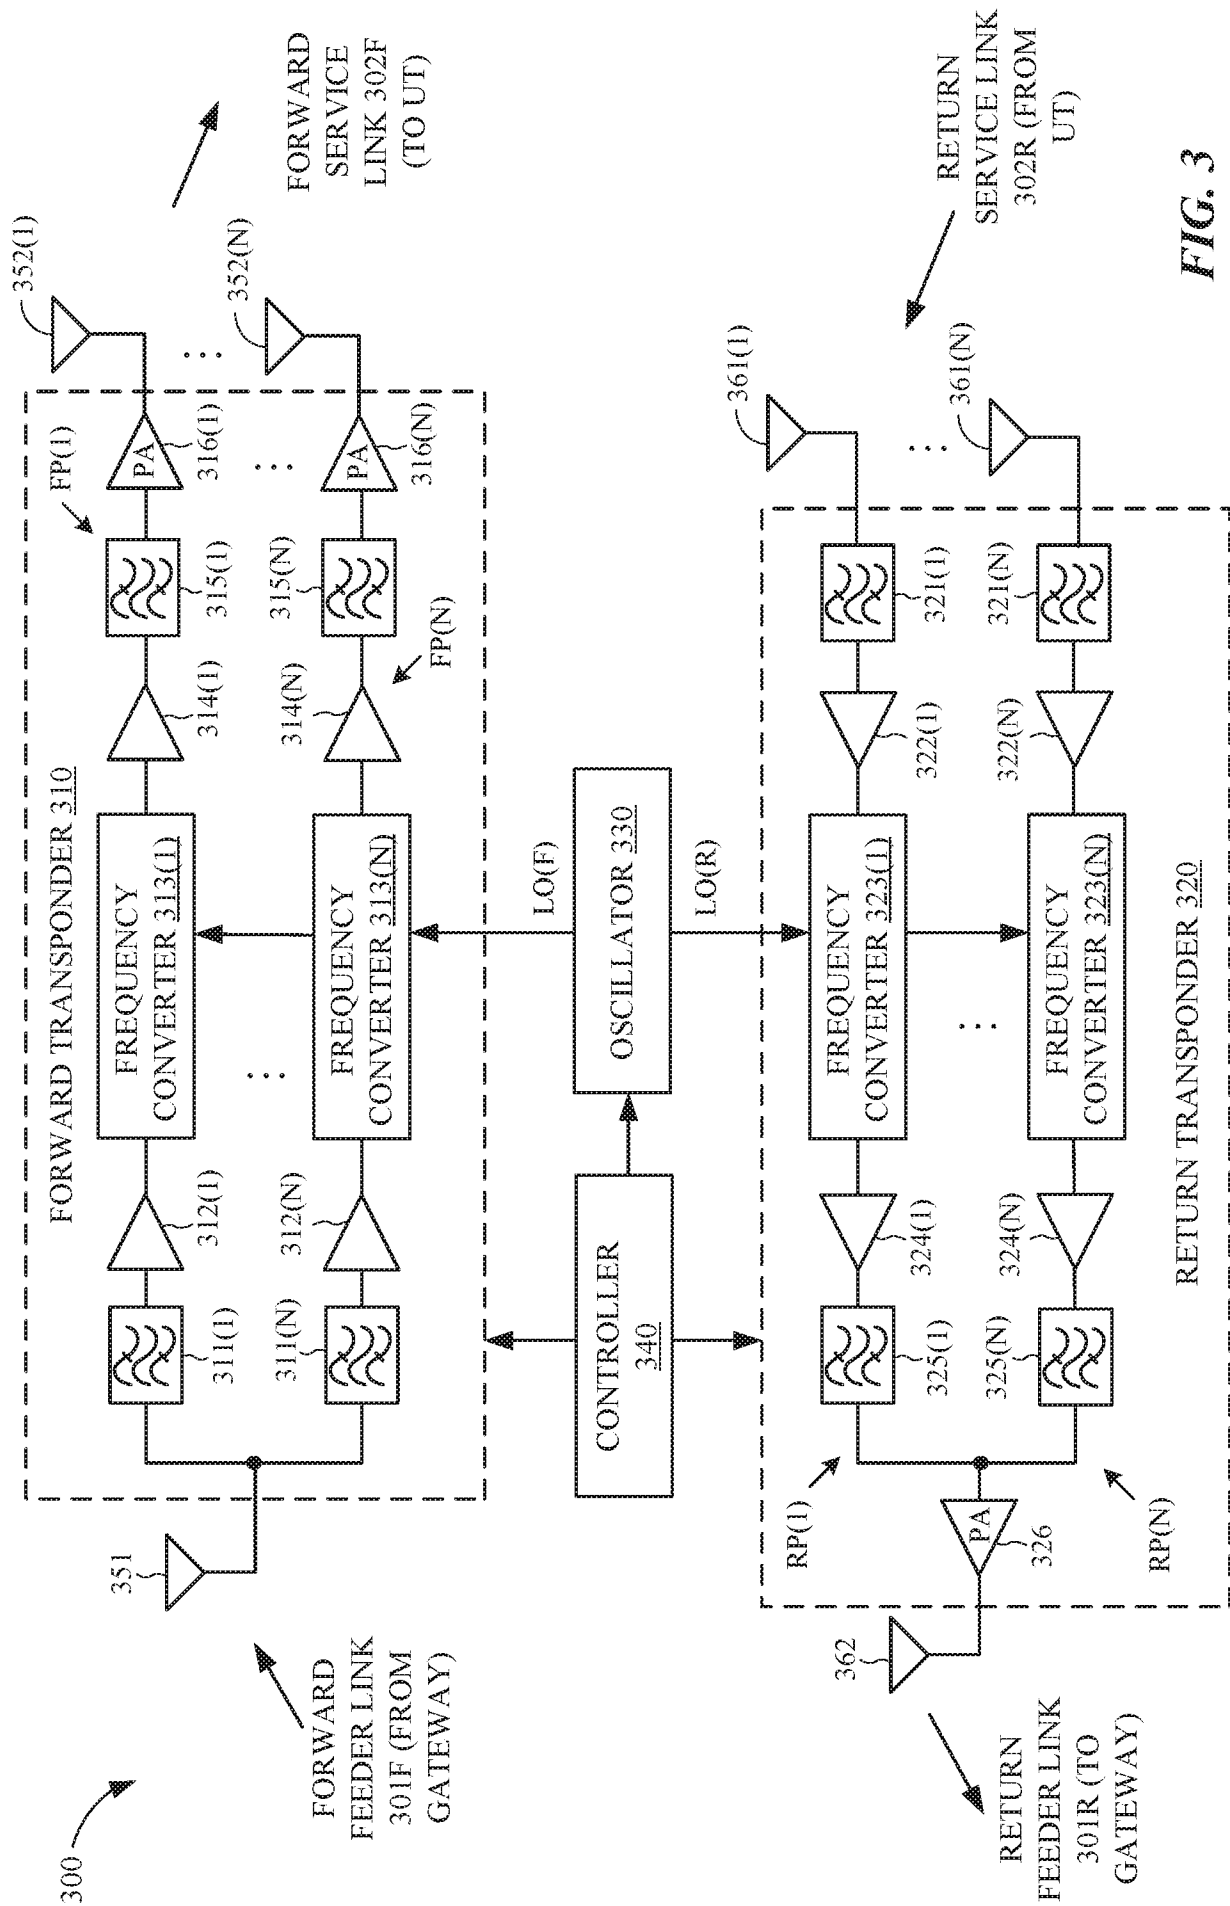 300
FORWARD
FEEDER LINK
301F (FROM
GATEWAY)
351
FORWARD TRANSPONDER 310
311(1)
312(1)
FREQUENCY
CONVERTER 313(1)
314(1)
315(1)
FP(1)
PA
316(1)
352(1)
. . .
. . .
. . .
311(N)
312(N)
FREQUENCY
CONVERTER 313(N)
314(N)
315(N)
FP(N)
PA
316(N)
352(N)
FORWARD
SERVICE
LINK 302F
(TO UT)
LO(F)
CONTROLLER
340
OSCILLATOR 330
LO(R)
RETURN
SERVICE LINK
302R (FROM
UT)
361(1)
321(1)
322(1)
FREQUENCY
CONVERTER 323(1)
324(1)
325(1)
RP(1)
. . .
. . .
361(N)
321(N)
322(N)
FREQUENCY
CONVERTER 323(N)
324(N)
325(N)
RP(N)
PA
326
362
RETURN TRANSPONDER 320
RETURN
FEEDER LINK
301R (TO
GATEWAY)
FIG. 3